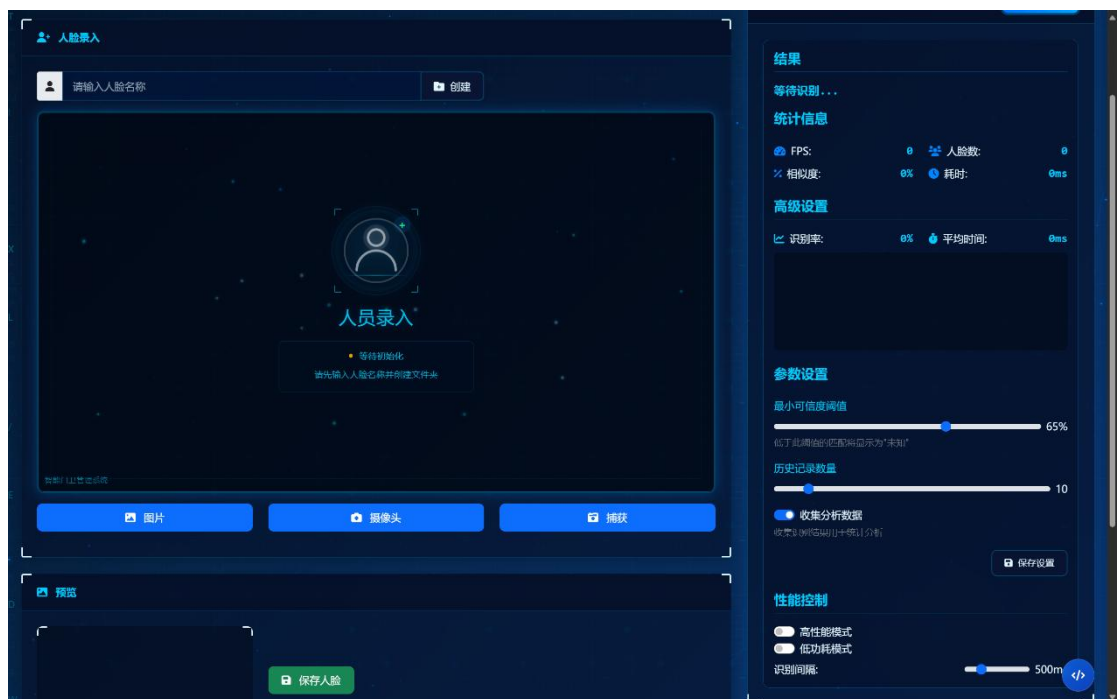 人脸录入
请输入人脸名称
创建
人员录入
等待初始化
请先输入人脸名称并创建文件夹
图片
摄像头
捕获
预览
保存人脸
结果
等待识别...
统计信息
FPS: 0 人脸数: 0
相似度: 0% 耗时: 0ms
高级设置
识别率: 0% 平均时间: 0ms
参数设置
最小可信度阈值
65%
低于此阈值的匹配将显示为"未知"
历史记录数量
10
收集分析数据
保存设置
性能控制
高性能模式
低功耗模式
识别间隔: 500m